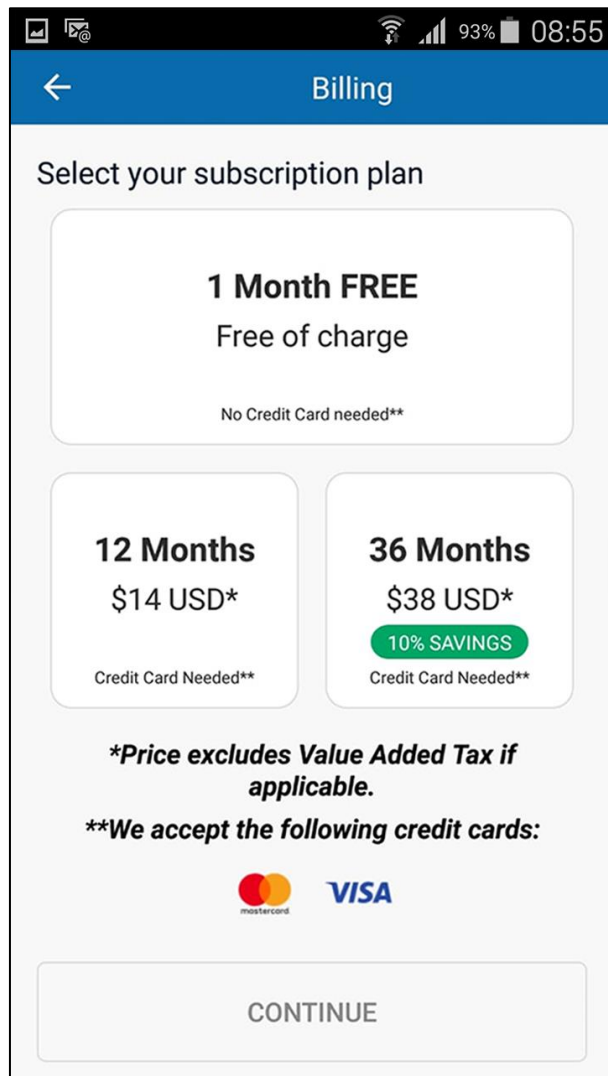 93% 08:55
Billing
Select your subscription plan
1 Month FREE
Free of charge
No Credit Card needed**
12 Months
$14 USD*
Credit Card Needed**
36 Months
$38 USD*
10% SAVINGS
Credit Card Needed**
*Price excludes Value Added Tax if
applicable.
**We accept the following credit cards:
mastercard VISA
CONTINUE